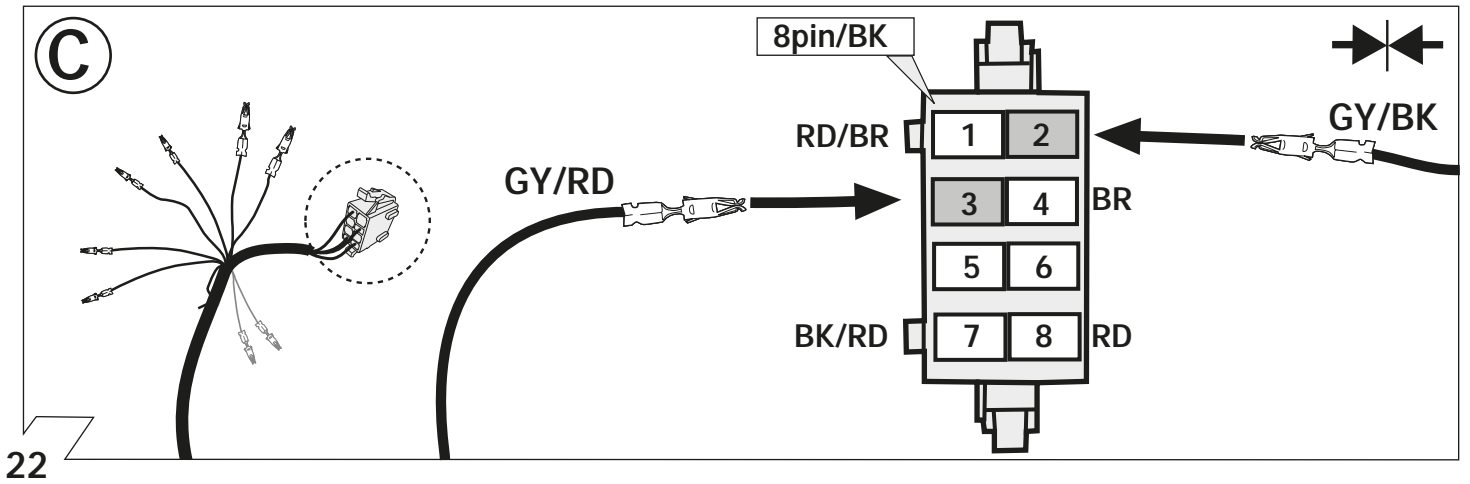 C
8pin/BK
GY/BK
RD/BR
1 2
GY/RD
3 4
BR
5 6
BK/RD
7 8
RD
22